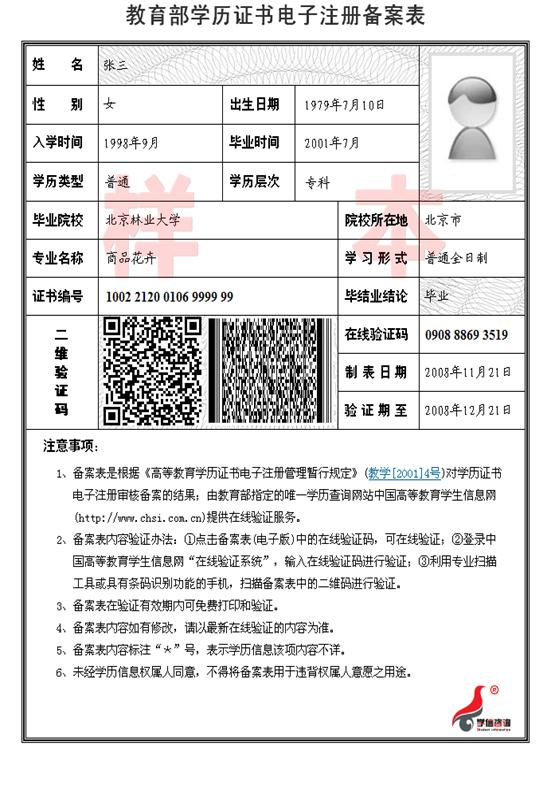 教育部学历证书电子注册备案表
姓 名 张三
性 别 女 出生日期 1979年7月10日
入学时间 1998年9月 毕业时间 2001年7月
学历类型 普通 学历层次 专科
毕业院校 北京林业大学 院校所在地 北京市
样本
专业名称 商品花卉 学习形式 普通全日制
证书编号 1002 2120 0106 9999 99 毕结业结论 毕业
二维验证码 在线验证码 0908 8869 3519
制表日期 2008年11月21日
验证期至 2008年12月21日
注意事项:
1、备案表是根据《高等教育学历证书电子注册管理暂行规定》(教学[2001]4号)对学历证书
电子注册审核备案的结果;由教育部指定的唯一学历查询网站中国高等教育学生信息网
(http://www.chsi.com.cn)提供在线验证服务。
2、备案表内容验证办法:①点击备案表(电子版)中的在线验证码,可在线验证;②登录中
国高等教育学生信息网“在线验证系统”,输入在线验证码进行验证;③利用专业扫描
工具或具有条码识别功能的手机,扫描备案表中的二维码进行验证。
3、备案表在验证有效期内可免费打印和验证。
4、备案表内容如有修改,请以最新在线验证的内容为准。
5、备案表内容标注“*”号,表示学历信息该项内容不详。
6、未经学历信息权属人同意,不得将备案表用于违背权属人意愿之用途。
®
学信咨询
Student information